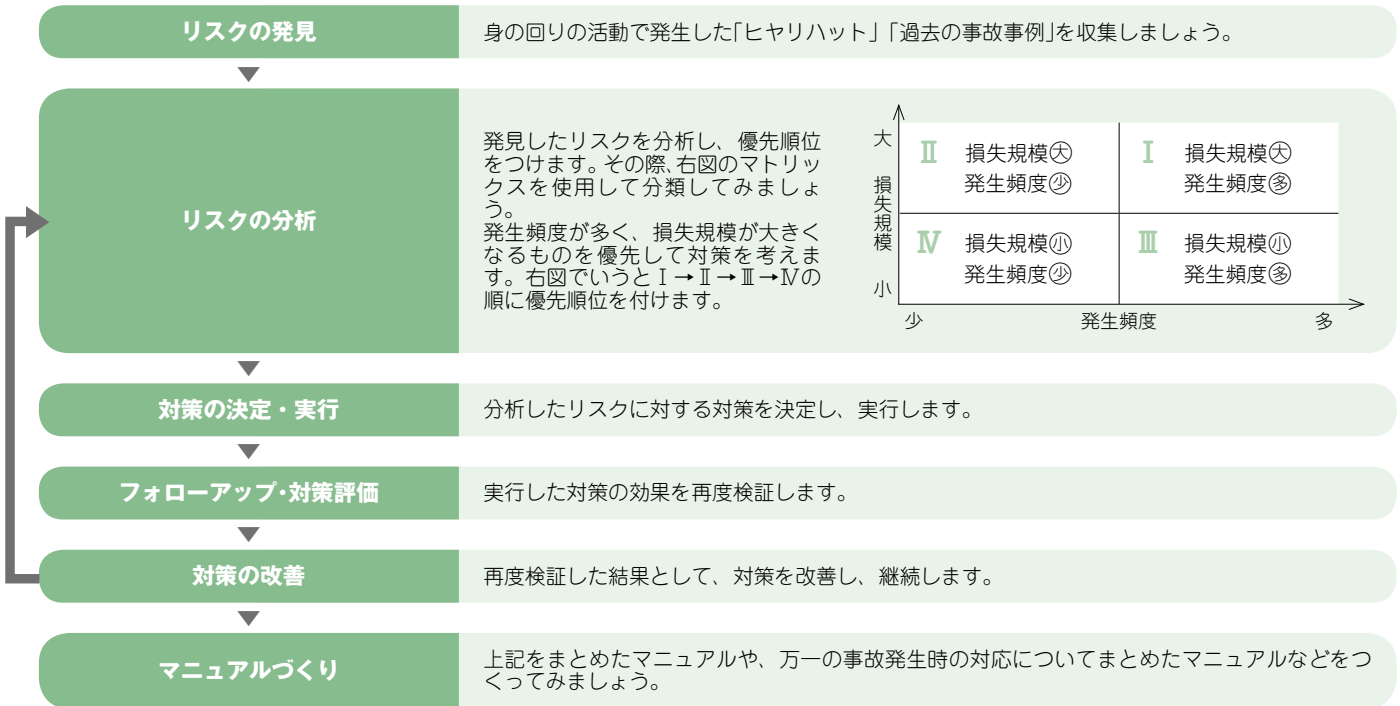 リスクの発見
身の回りの活動で発生した「ヒヤリハット」「過去の事故事例」を収集しましょう。
リスクの分析
発見したリスクを分析し、優先順位
をつけます。その際、右図のマトリッ
クスを使用して分類してみましょ
う。
発生頻度が多く、損失規模が大きく
なるものを優先して対策を考えま
す。右図でいうとⅠ→Ⅱ→Ⅲ→Ⅳの
順に優先順位を付けます。
大 損失規模 小
Ⅱ 損失規模㊅
発生頻度㊛
Ⅰ 損失規模大
発生頻度多
Ⅳ 損失規模小
発生頻度少
Ⅲ 損失規模小
発生頻度多
少 発生頻度 多
対策の決定・実行
分析したリスクに対する対策を決定し、実行します。
フォローアップ・対策評価
実行した対策の効果を再度検証します。
対策の改善
再度検証した結果として、対策を改善し、継続します。
マニュアルづくり
上記をまとめたマニュアルや、万一の事故発生時の対応についてまとめたマニュアルなどをつ
くってみましょう。